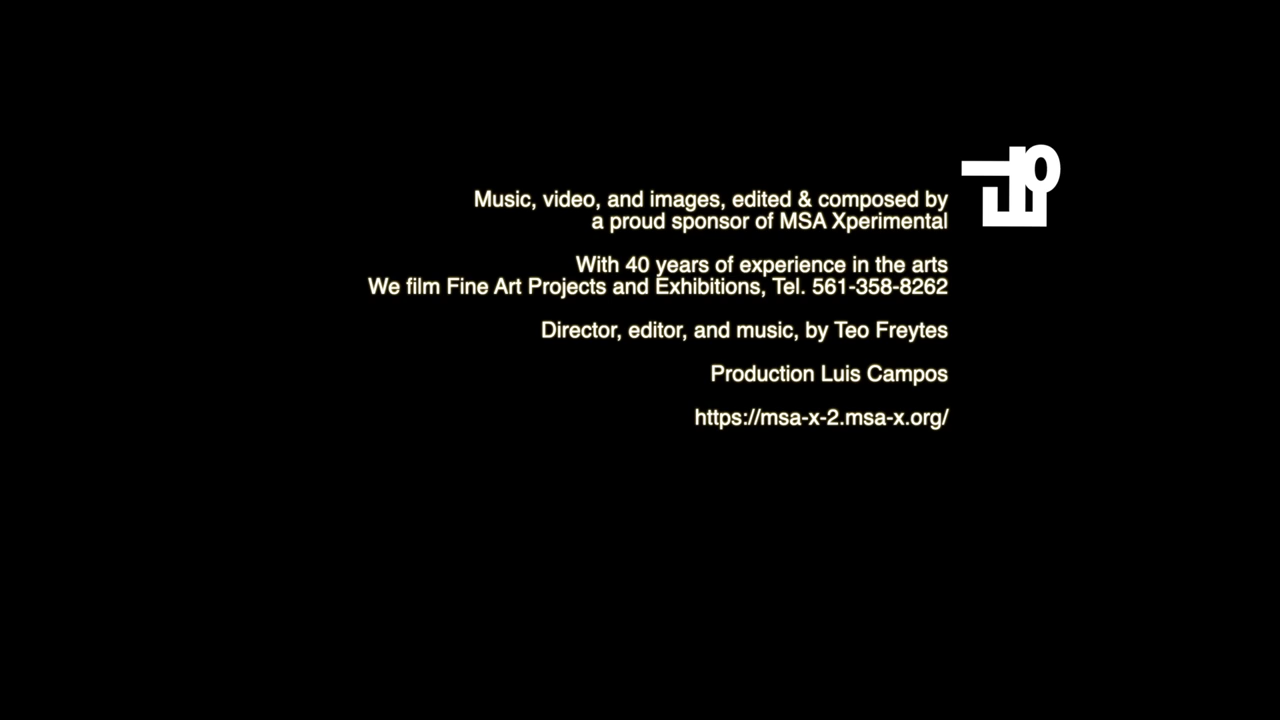 Music, video, and images, edited & composed by
a proud sponsor of MSA Xperimental
With 40 years of experience in the arts
We film Fine Art Projects and Exhibitions, Tel. 561-358-8262
Director, editor, and music, by Teo Freytes
Production Luis Campos
https://msa-x-2.msa-x.org/